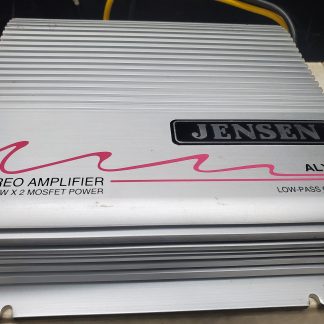 JENSEN
REO AMPLIFIER
W X 2 MOSFET POWER
LOW-PASS